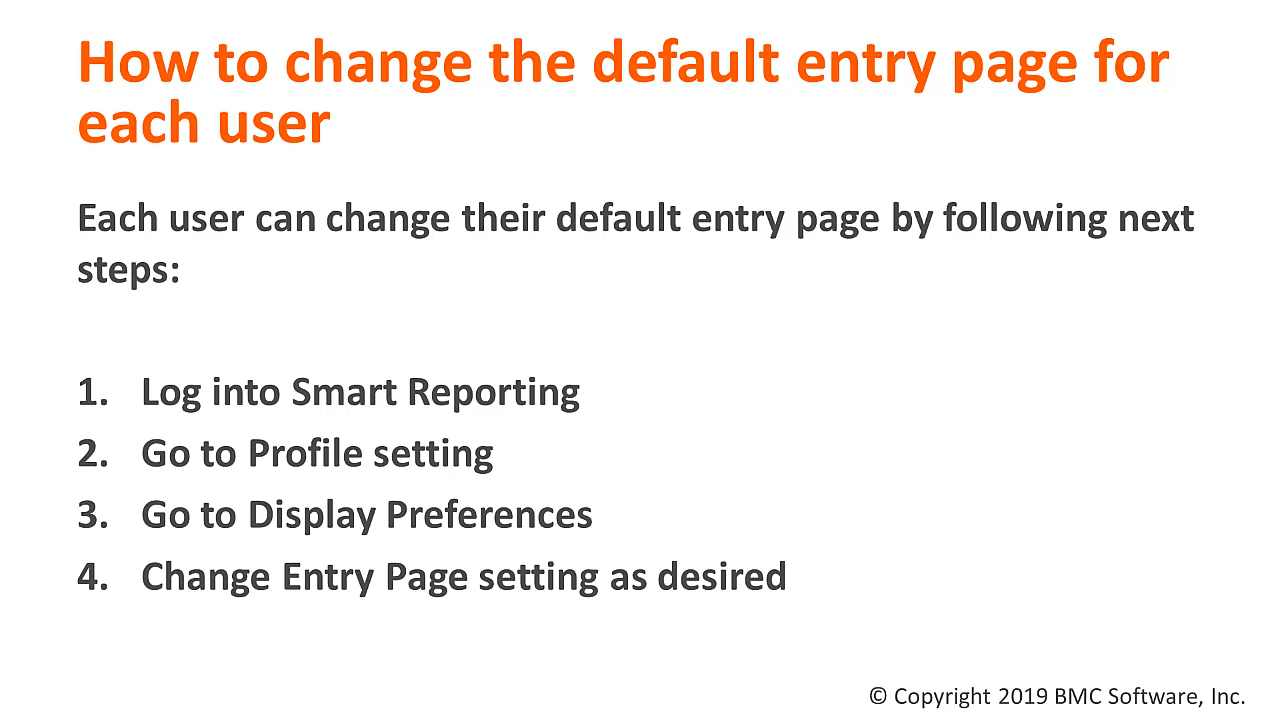 How to change the default entry page for
each user
Each user can change their default entry page by following next
steps:
1. Log into Smart Reporting
2. Go to Profile setting
3. Go to Display Preferences
4. Change Entry Page setting as desired
© Copyright 2019 BMC Software, Inc.